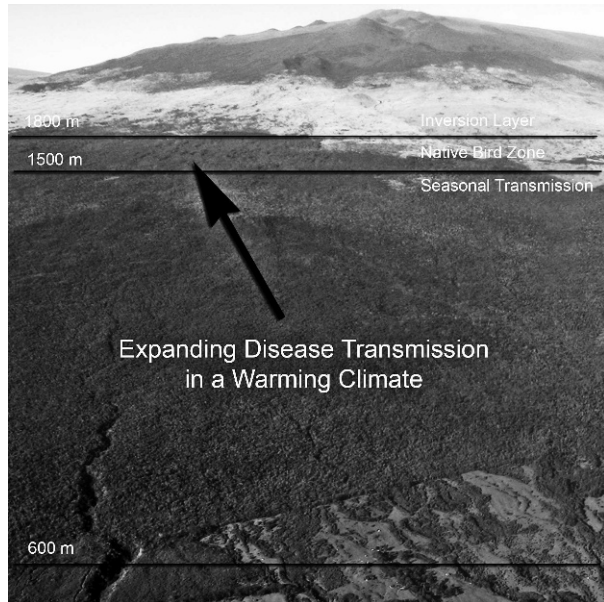 1800 m
Inversion Layer
Native Bird Zone
1500 m
Seasonal Transmission
Expanding Disease Transmission
in a Warming Climate
600 m